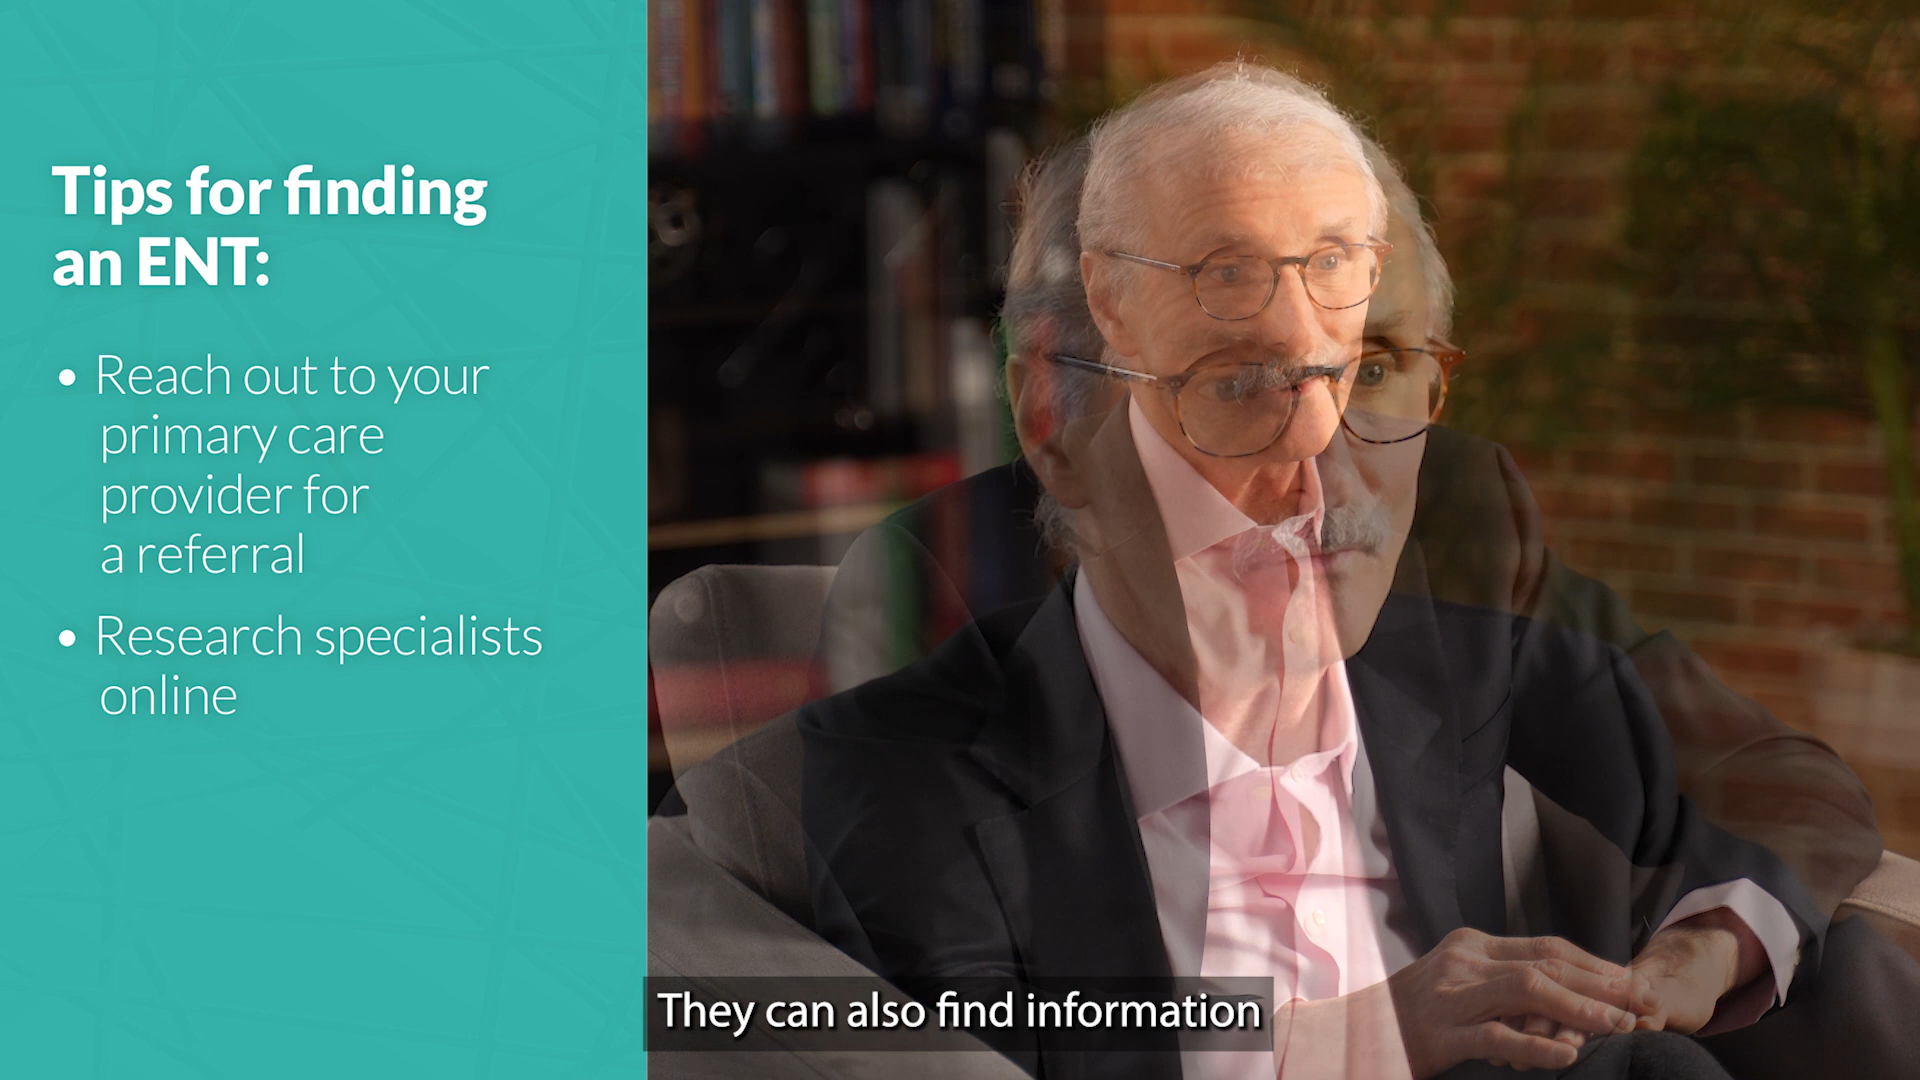 Tips for finding
an ENT:
• Reach out to your
primary care
provider for
a referral
• Research specialists
online
They can also find information